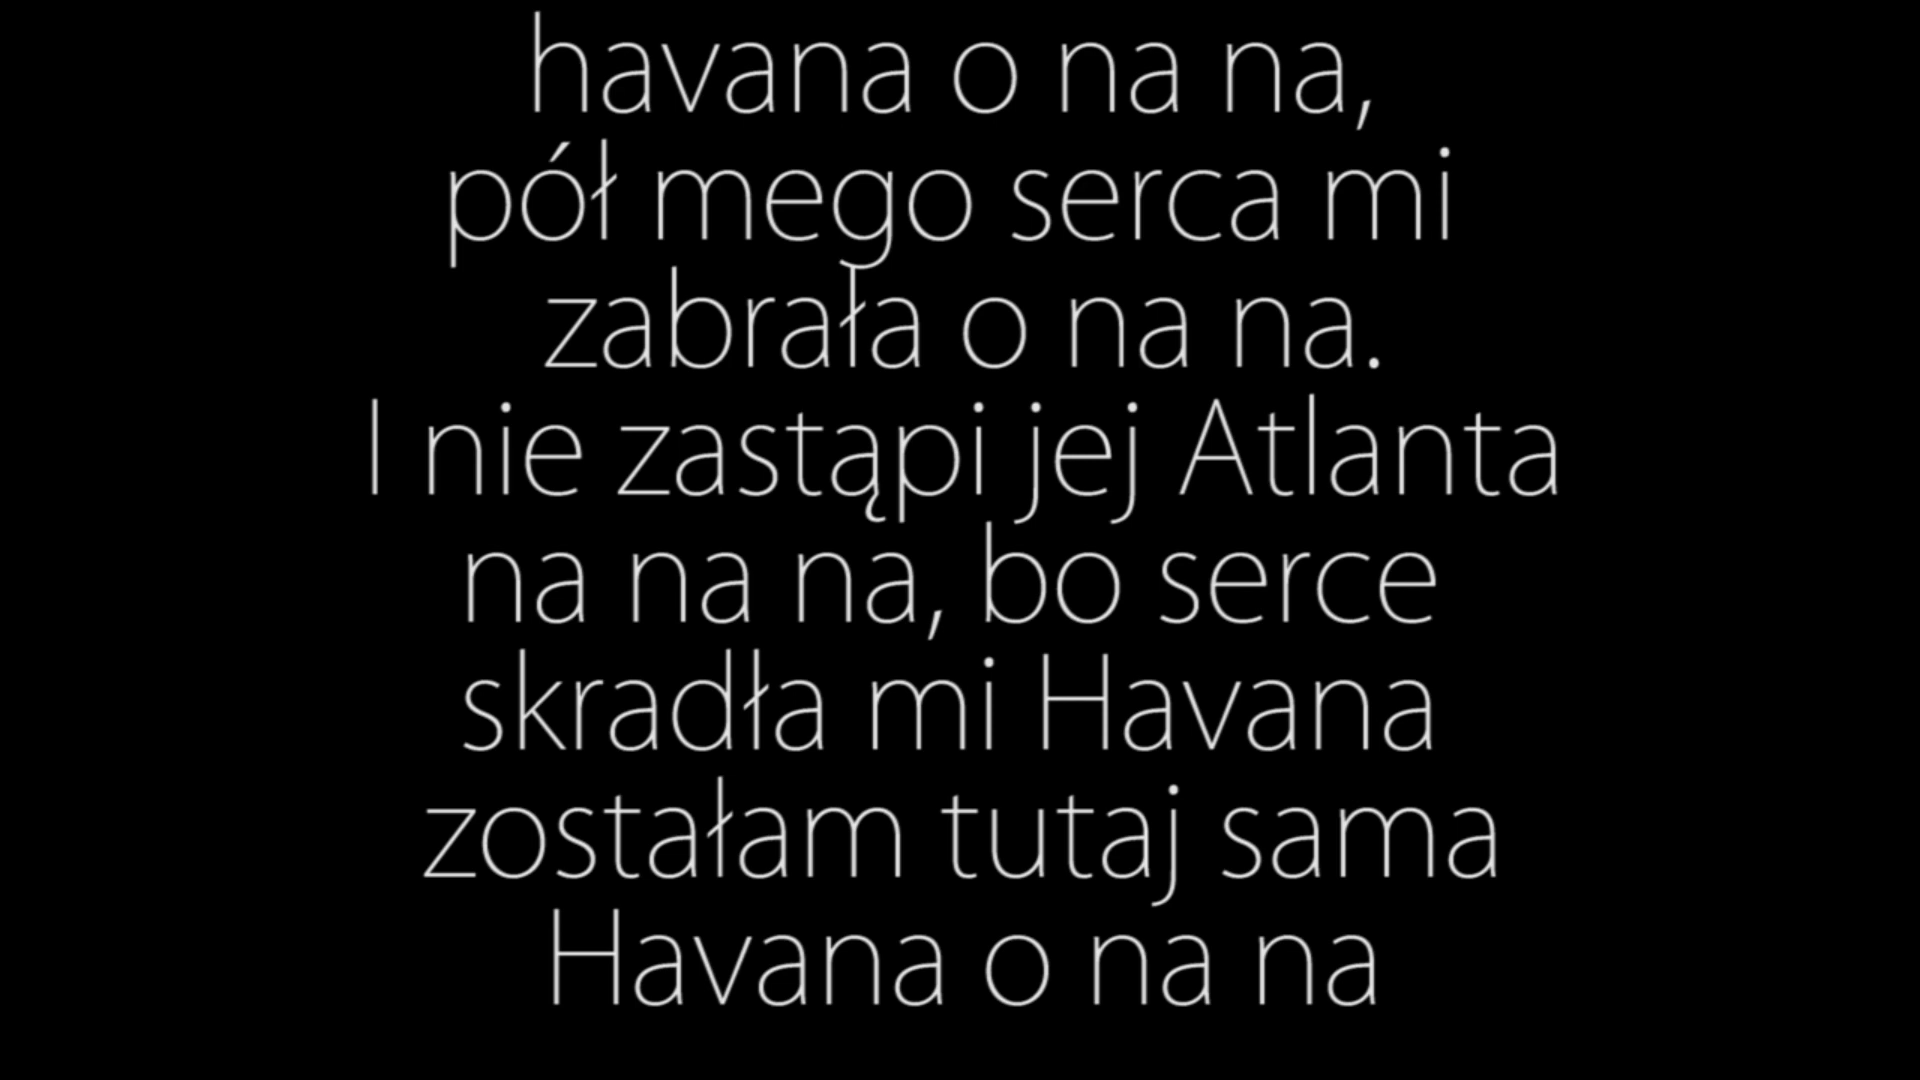 havana o na na,
pół mego serca mi
zabrała o na na.
I nie zastąpi jej Atlanta
na na na, bo serce
skradła mi Havana
zostałam tutaj sama
Havana o na na